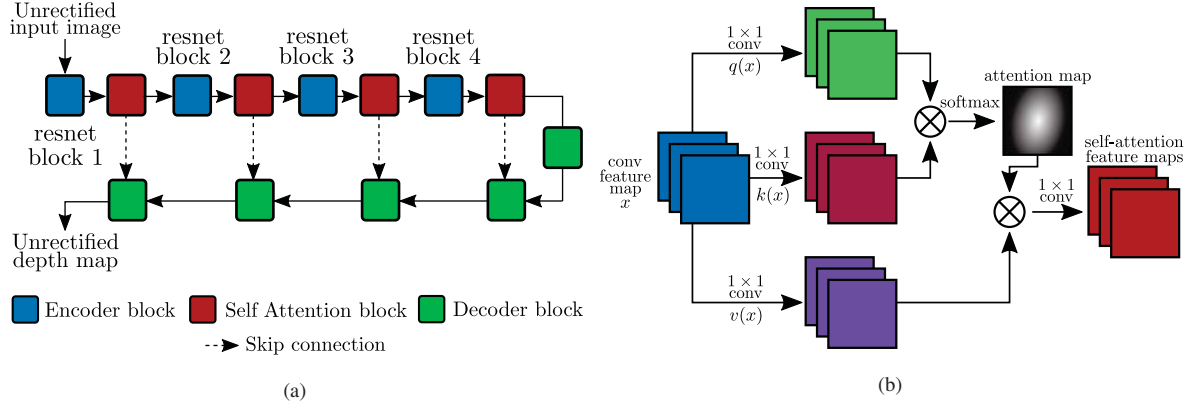 Unrectified
input image
resnet
block 2
resnet
block 3
resnet
block 4
resnet
block 1
Unrectified
depth map
Encoder block
Self Attention block
Decoder block
Skip connection
(a)
1 × 1
conv
q(x)
conv
feature
map
x
1 × 1
conv
k(x)
1 × 1
conv
v(x)
softmax
attention map
1 × 1
conv
self-attention
feature maps
(b)